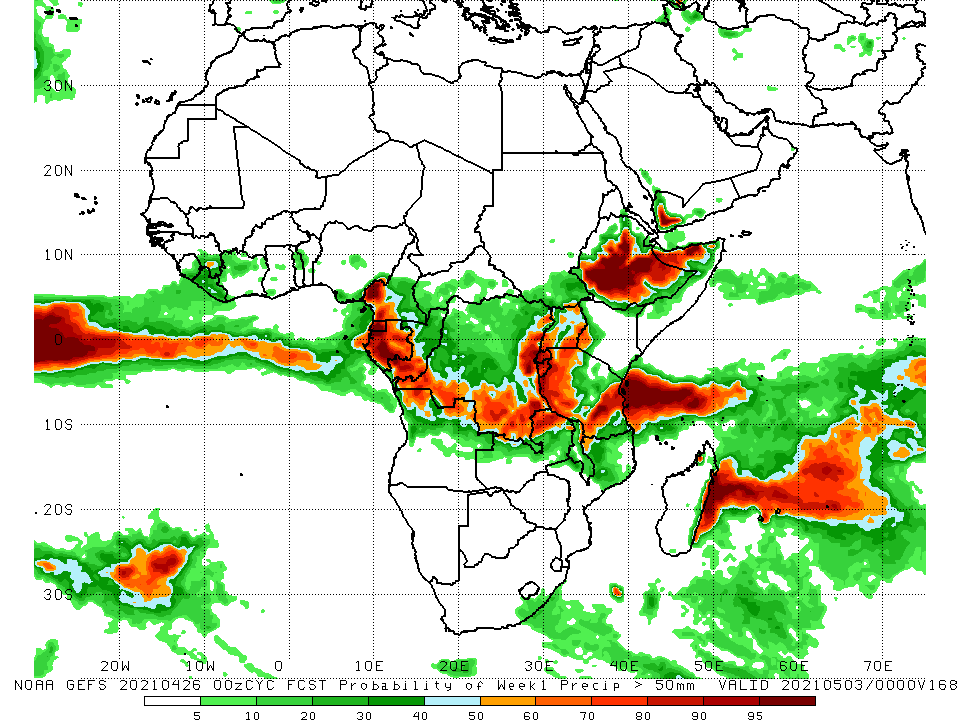 30N
20N
10N
0
10S
20S
30S
20W 10W 0 10E 20E 30E 40E 50E 60E 70E
NOAA GEFS 20210426 00zCYC FCST Probability of Week1 Precip > 50mm VALID 20210503/0000V168
5 10 20 30 40 50 60 70 80 90 95